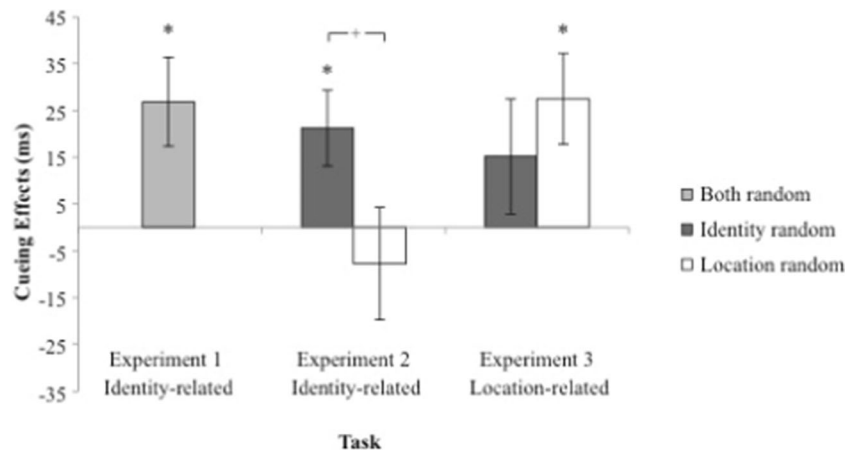 45
*
+
*
35
*
25
15
5
-5
-15
-25
-35
Cueing Effects (ms)
Both random
Identity random
Location random
Experiment 1
Identity-related
Experiment 2
Identity-related
Experiment 3
Location-related
Task